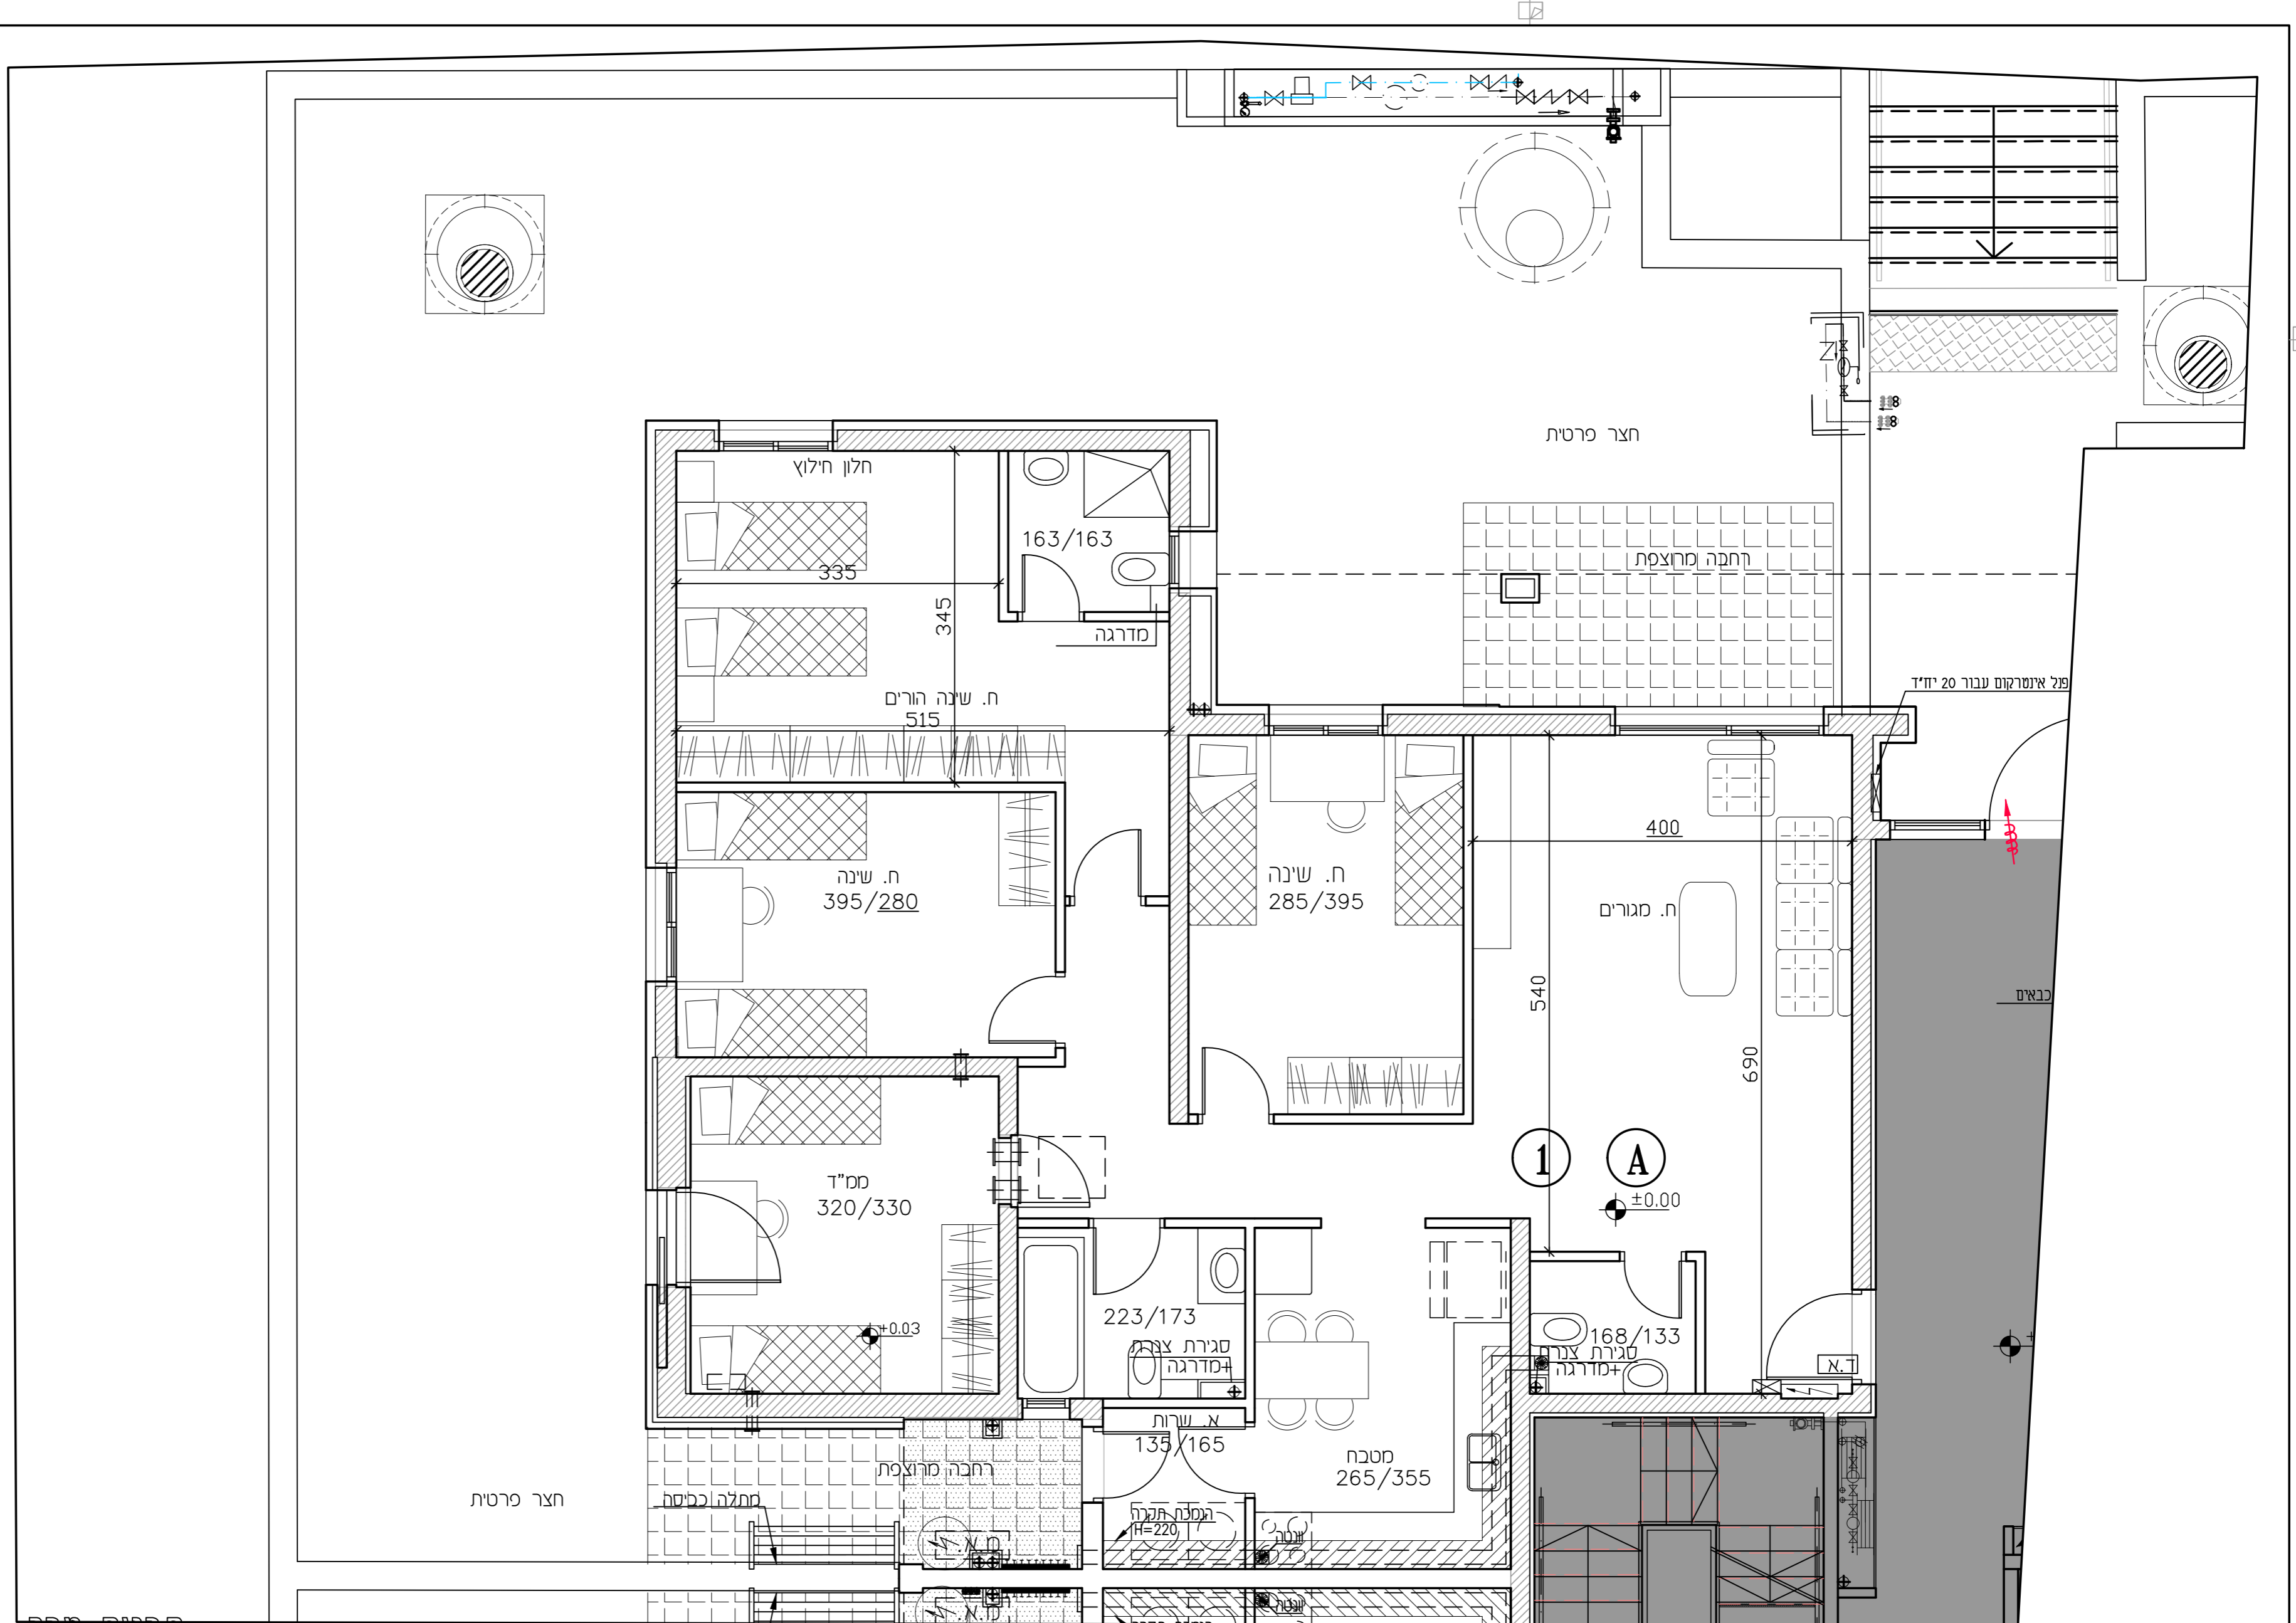 חצר פרטית
חלון חילוץ
163/163
רחבה מרוצפת
335
345
מדרגה
ח. שינה הורים
515
פנל אינטרקום עבור 20 יח"ד
ח. שינה
395/280
ח. שינה
285/395
400
ח. מגורים
540
690
כבאים
1
A
±0.00
ממ"ד
320/330
+0.03
223/173
סגירת צנרת
+מדרגה
168/133
סגירת צנרת
+מדרגה
ד.א
א. שרות
135/165
מטבח
265/355
רחבה מרוצפת
חצר פרטית
מתלה כביסה
הנמכת תקרה
H=220
וונטה
מ.א.
וונטה
מ.א.